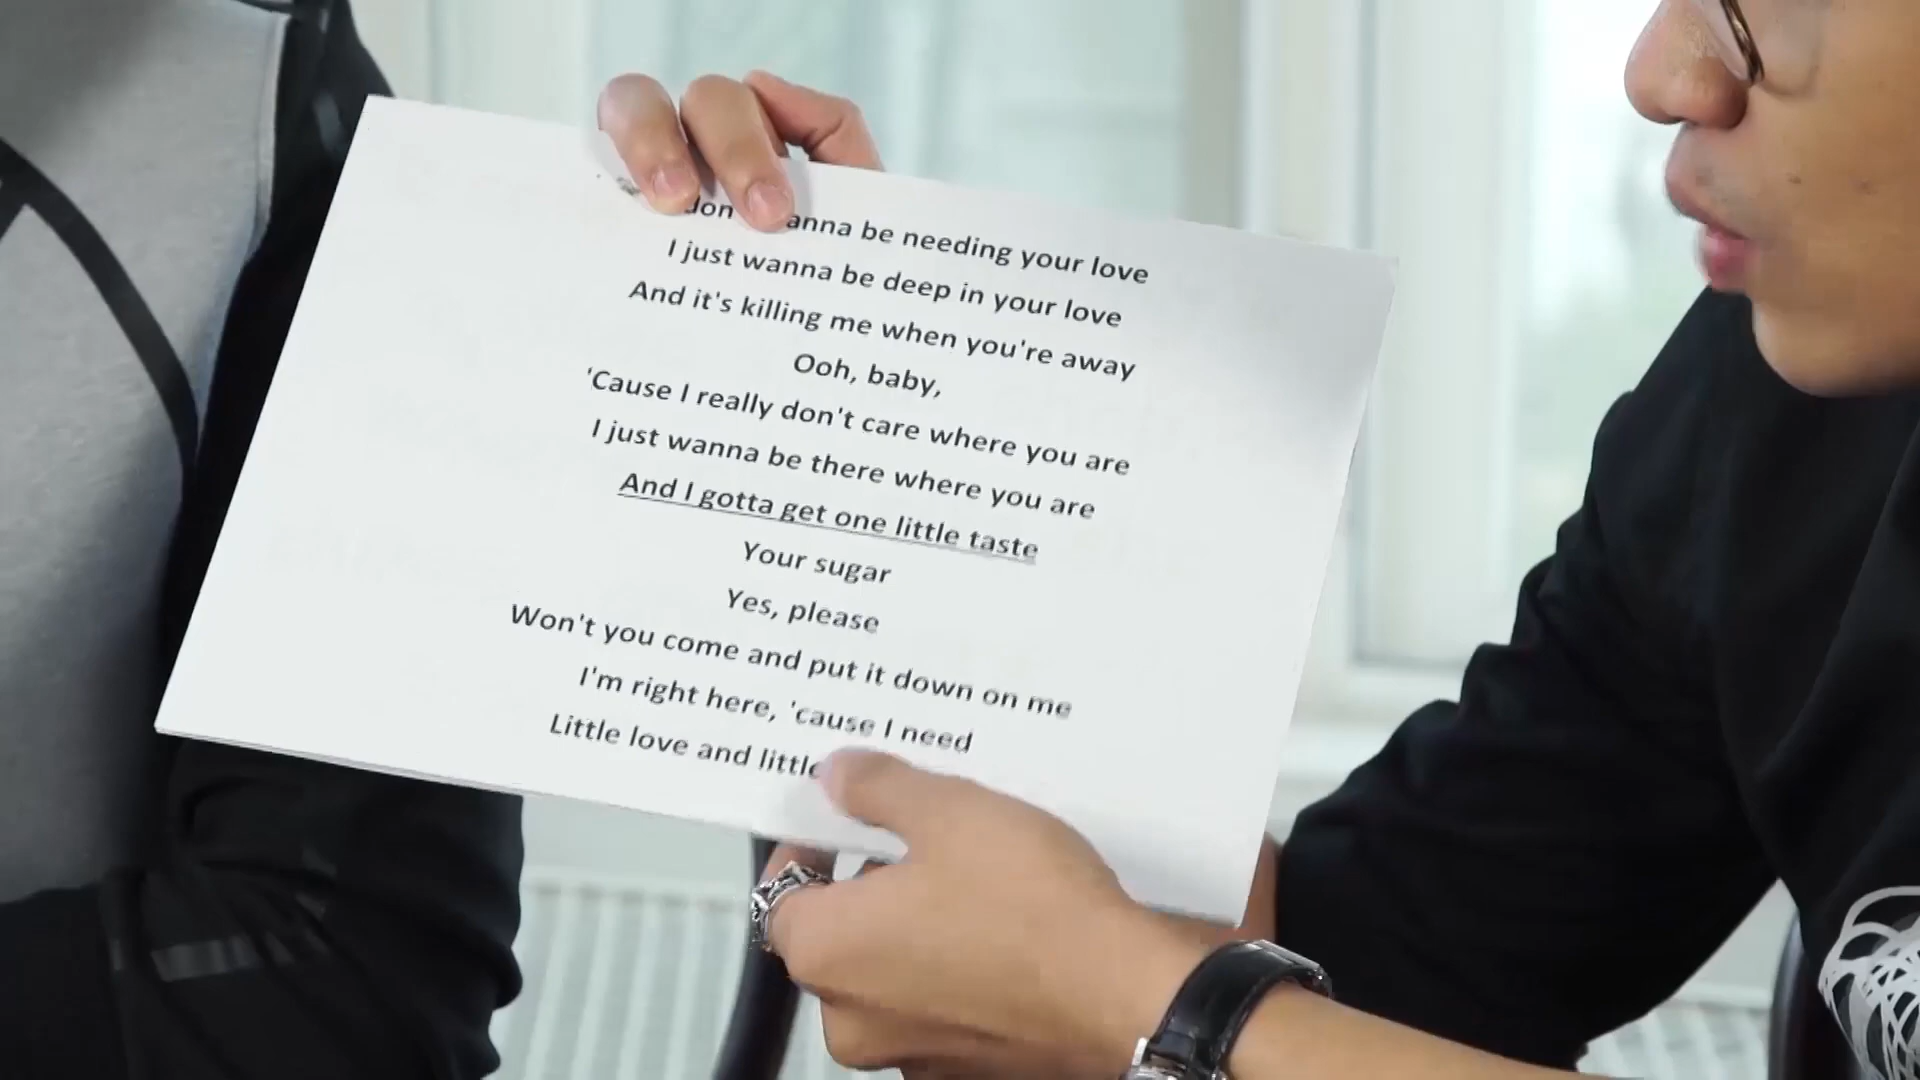 be needing your love
I just wanna be deep in your love
And it's killing me when you're away
Ooh, baby,
'Cause I really don't care where you are
I just wanna be there where you are
And I gotta get one little taste
Your sugar
Yes, please
Won't you come and put it down on me
I'm right here, 'cause I need
Little love and little